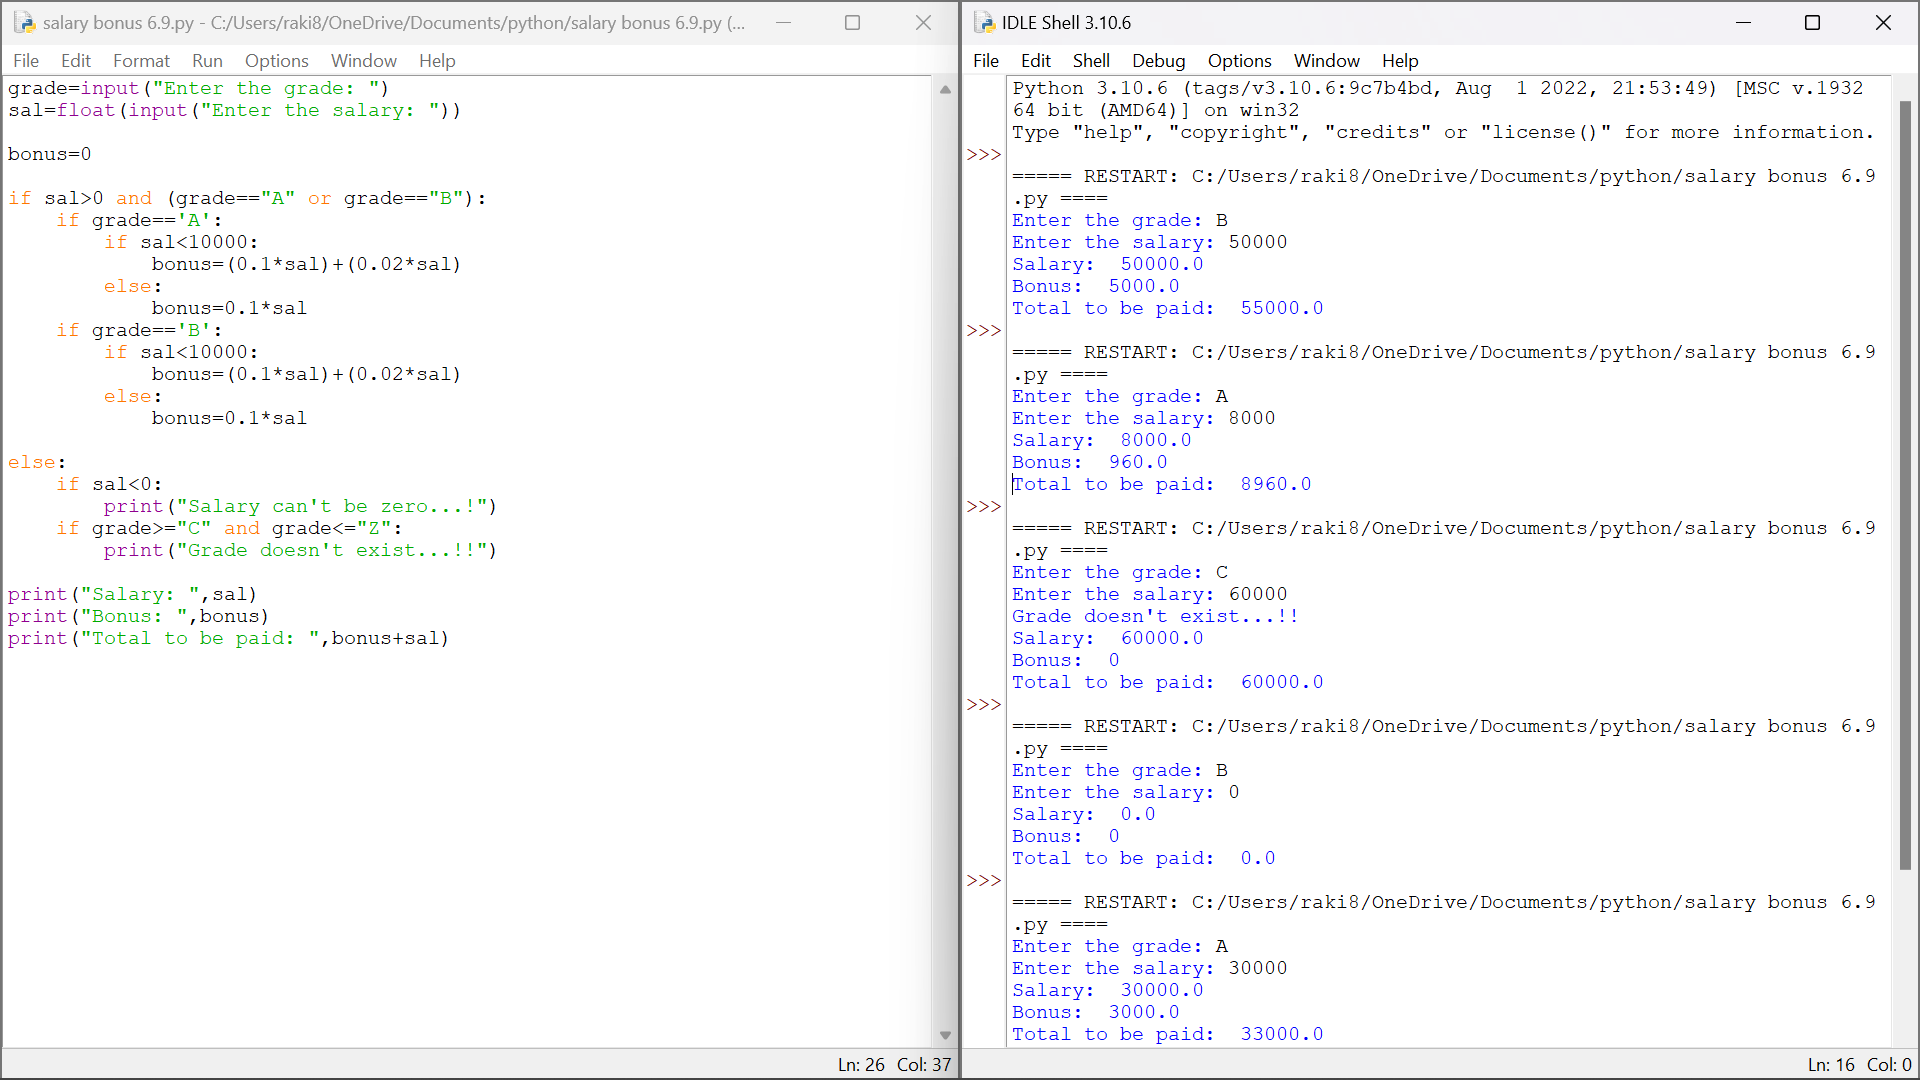 salary bonus 6.9.py - C:/Users/raki8/OneDrive/Documents/python/salary bonus 6.9.py (...
File Edit Format Run Options Window Help
grade=input("Enter the grade: ")
sal=float(input("Enter the salary: "))
bonus=0
if sal>0 and (grade=="A" or grade=="B"):
    if grade=='A':
        if sal<10000:
            bonus=(0.1*sal)+(0.02*sal)
        else:
            bonus=0.1*sal
    if grade=='B':
        if sal<10000:
            bonus=(0.1*sal)+(0.02*sal)
        else:
            bonus=0.1*sal
else:
    if sal<0:
        print("Salary can't be zero...!")
    if grade>="C" and grade<="Z":
        print("Grade doesn't exist...!!")
print("Salary: ",sal)
print("Bonus: ",bonus)
print("Total to be paid: ",bonus+sal)
Ln: 26 Col: 37
IDLE Shell 3.10.6
File Edit Shell Debug Options Window Help
Python 3.10.6 (tags/v3.10.6:9c7b4bd, Aug  1 2022, 21:53:49) [MSC v.1932
64 bit (AMD64)] on win32
Type "help", "copyright", "credits" or "license()" for more information.
>>>
===== RESTART: C:/Users/raki8/OneDrive/Documents/python/salary bonus 6.9
.py ====
Enter the grade: B
Enter the salary: 50000
Salary:  50000.0
Bonus:  5000.0
Total to be paid:  55000.0
>>>
===== RESTART: C:/Users/raki8/OneDrive/Documents/python/salary bonus 6.9
.py ====
Enter the grade: A
Enter the salary: 8000
Salary:  8000.0
Bonus:  960.0
Total to be paid:  8960.0
>>>
===== RESTART: C:/Users/raki8/OneDrive/Documents/python/salary bonus 6.9
.py ====
Enter the grade: C
Enter the salary: 60000
Grade doesn't exist...!!
Salary:  60000.0
Bonus:  0
Total to be paid:  60000.0
>>>
===== RESTART: C:/Users/raki8/OneDrive/Documents/python/salary bonus 6.9
.py ====
Enter the grade: B
Enter the salary: 0
Salary:  0.0
Bonus:  0
Total to be paid:  0.0
>>>
===== RESTART: C:/Users/raki8/OneDrive/Documents/python/salary bonus 6.9
.py ====
Enter the grade: A
Enter the salary: 30000
Salary:  30000.0
Bonus:  3000.0
Total to be paid:  33000.0
Ln: 16 Col: 0